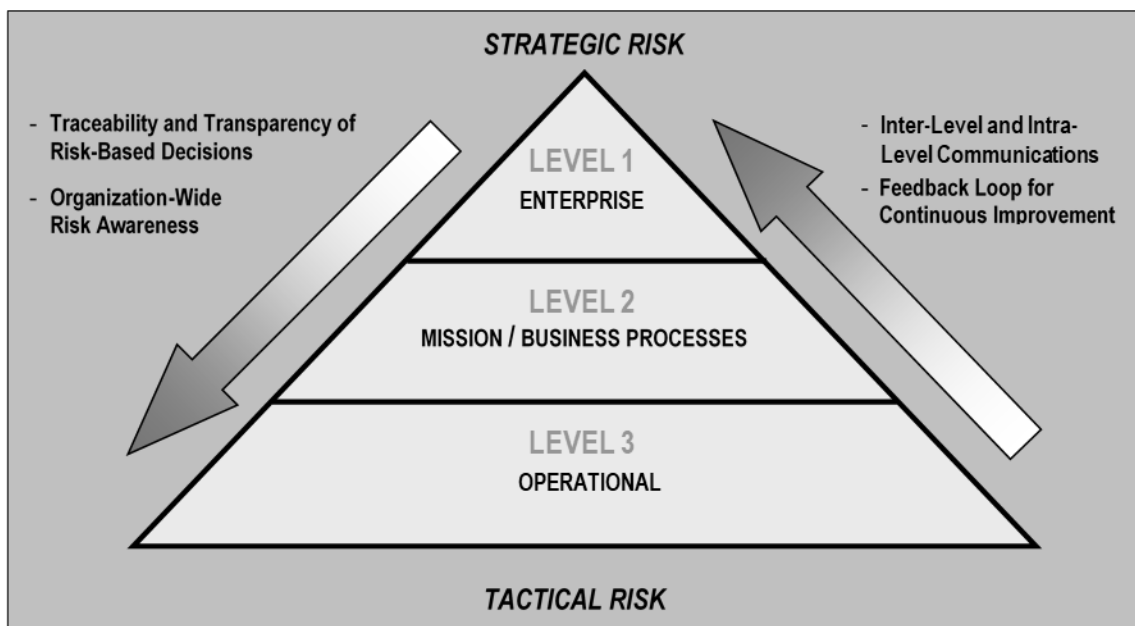 STRATEGIC RISK
- Traceability and Transparency of
Risk-Based Decisions
- Organization-Wide
Risk Awareness
- Inter-Level and Intra-
Level Communications
- Feedback Loop for
Continuous Improvement
LEVEL 1
ENTERPRISE
LEVEL 2
MISSION / BUSINESS PROCESSES
LEVEL 3
OPERATIONAL
TACTICAL RISK